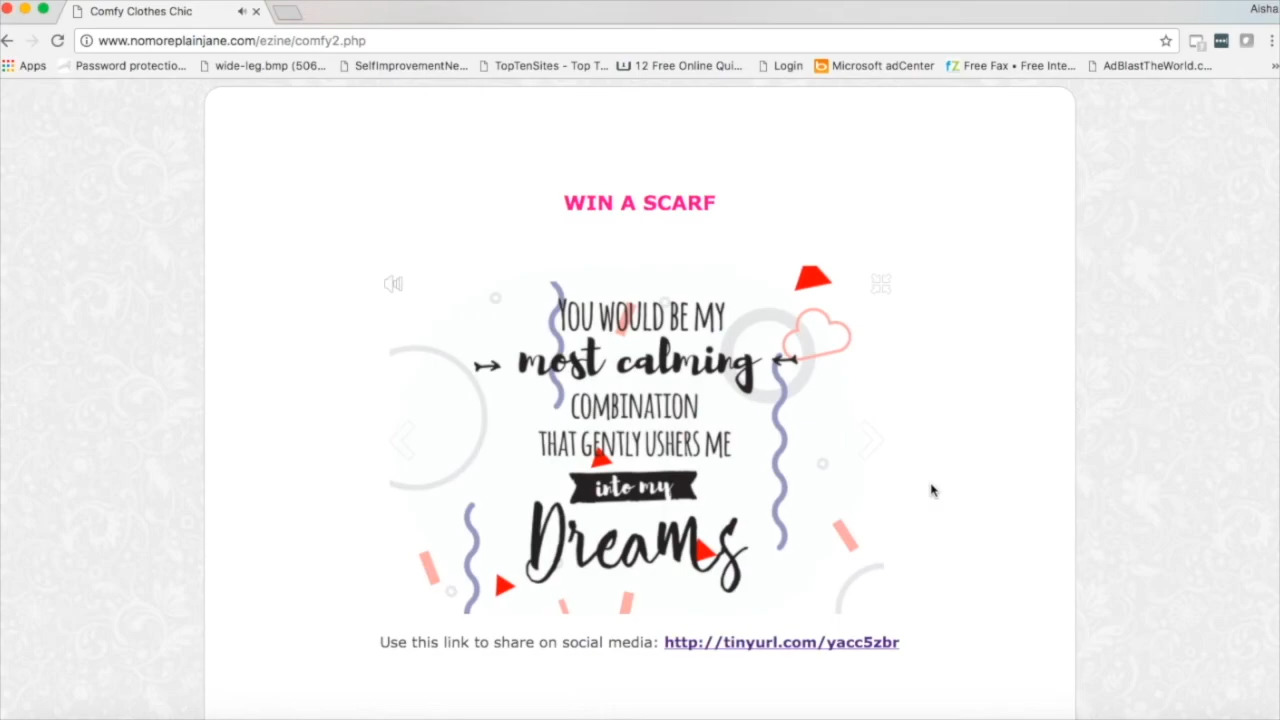 Comfy Clothes Chic
Aisha
www.nomoreplainjane.com/ezine/comfy2.php
Apps
Password protectio...
wide-leg.bmp (506...
SelfImprovementNe...
TopTenSites - Top T...
12 Free Online Qui...
Login
Microsoft adCenter
Free Fax • Free Inte...
AdBlastTheWorld.c...
WIN A SCARF
YOU WOULD BE MY
most calming
COMBINATION
THAT GENTLY USHERS ME
into my
Dreams
Use this link to share on social media: http://tinyurl.com/yacc5zbr